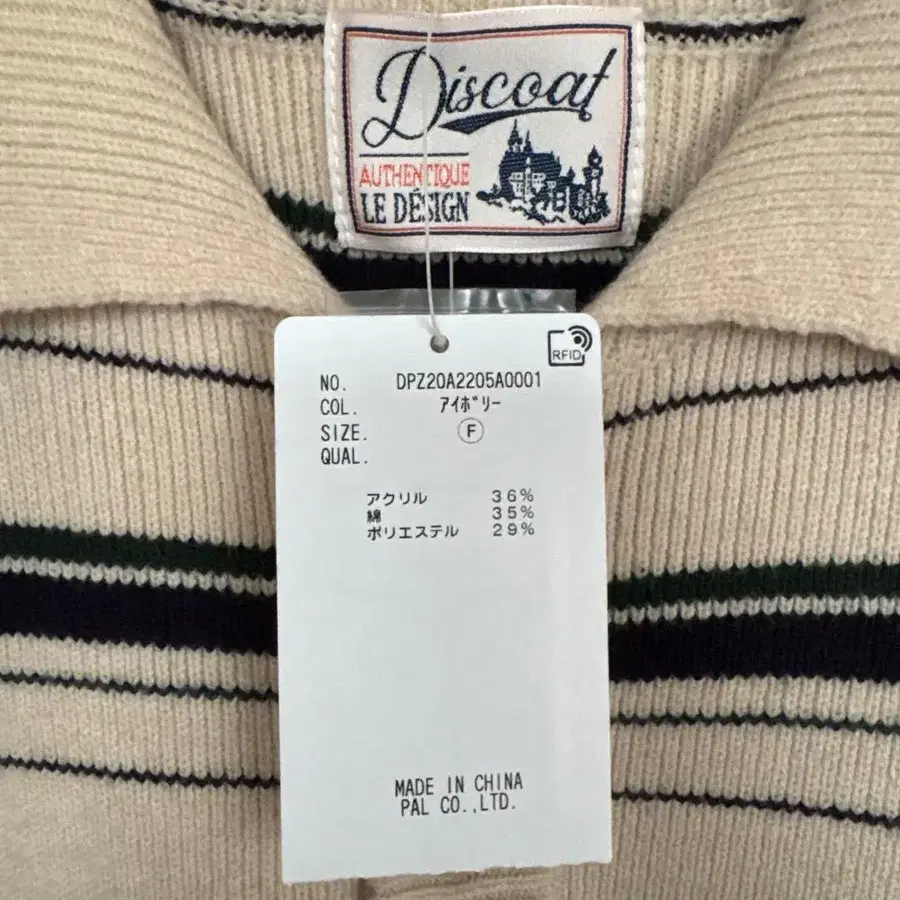 Discoat
AUTHENTIQUE
LE DÉSIGN
RFID
NO. DPZ20A2205A0001
COL. ｱｲﾎﾞﾘｰ
SIZE. F
QUAL.
アクリル 36%
綿 35%
ポリエステル 29%
MADE IN CHINA
PAL CO.,LTD.